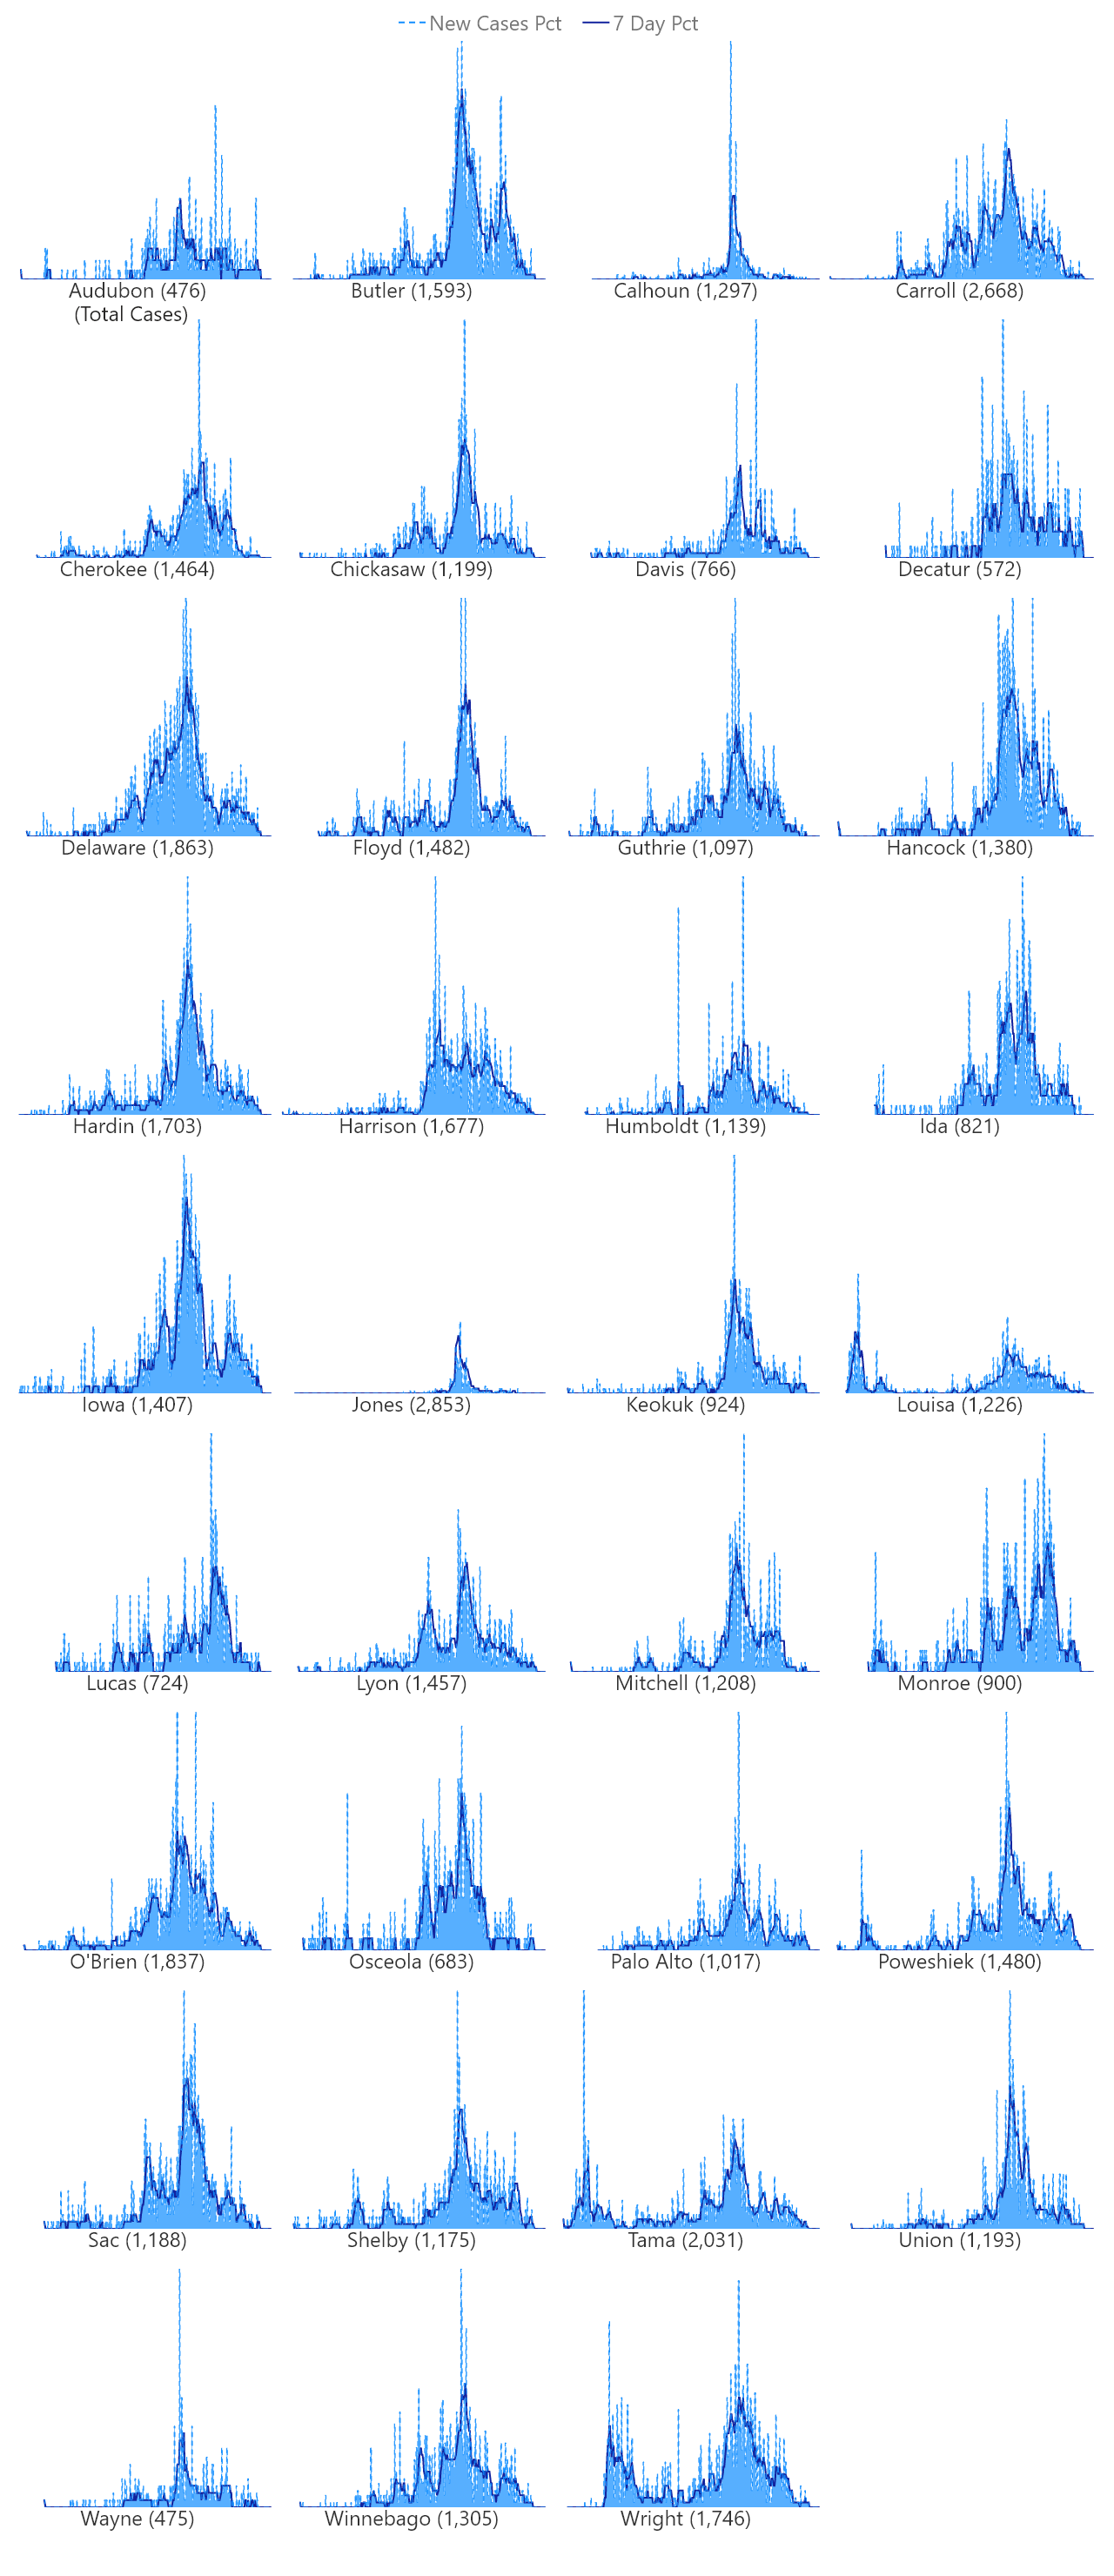 New Cases Pct 7 Day Pct
Audubon (476) Butler (1,593) Calhoun (1,297) Carroll (2,668)
(Total Cases)
Cherokee (1,464) Chickasaw (1,199) Davis (766) Decatur (572)
Delaware (1,863) Floyd (1,482) Guthrie (1,097) Hancock (1,380)
Hardin (1,703) Harrison (1,677) Humboldt (1,139) Ida (821)
Iowa (1,407) Jones (2,853) Keokuk (924) Louisa (1,226)
Lucas (724) Lyon (1,457) Mitchell (1,208) Monroe (900)
O'Brien (1,837) Osceola (683) Palo Alto (1,017) Poweshiek (1,480)
Sac (1,188) Shelby (1,175) Tama (2,031) Union (1,193)
Wayne (475) Winnebago (1,305) Wright (1,746)